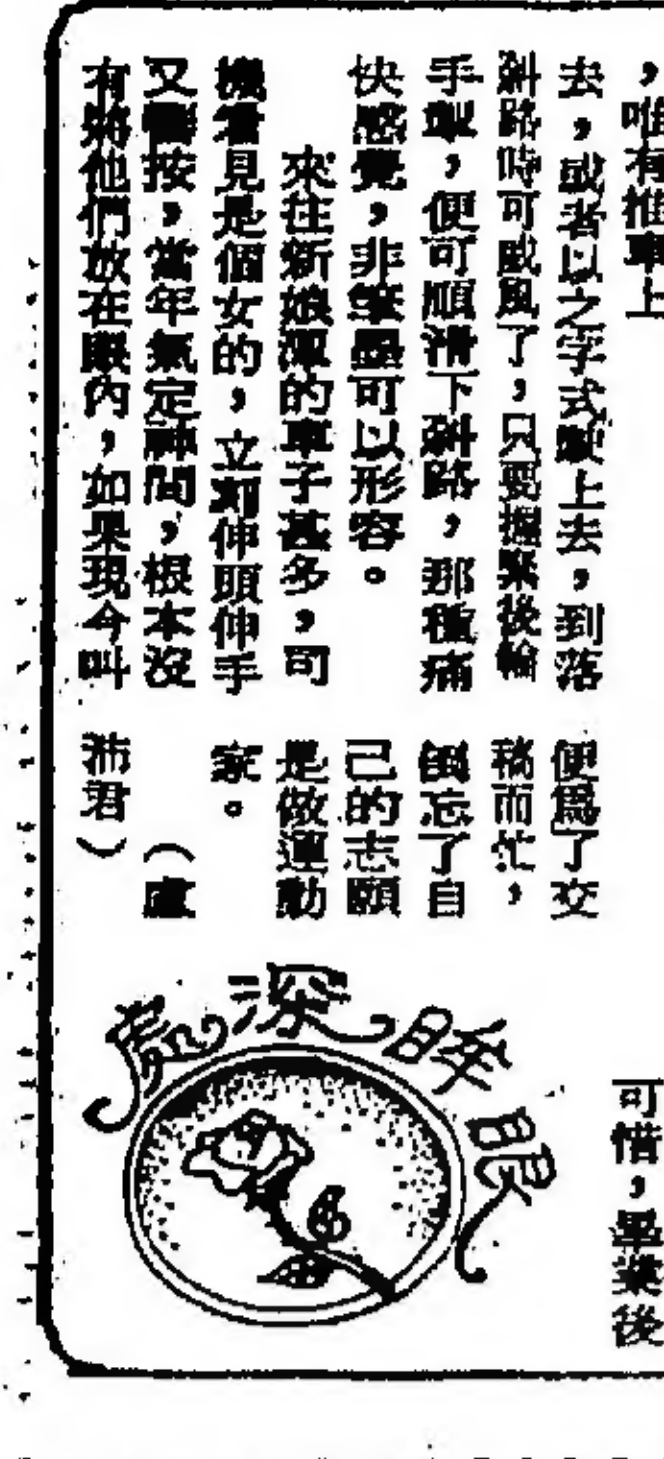 ，唯有推車上
去，或者以之字式駛上去，到落
斜路時可威風了，只要握緊後輪
手掣，便可順滑下斜路，那種痛
快感覺，非筆墨可以形容。
來往新娘潭的車子甚多，司
機看見是個女的，立刻伸頭伸手
又響按，當年氣定神閒，根本沒
有將他們放在眼內，如果現今叫
可惜，畢業後
便爲了交
稿而忙，
忘了自
己的志願
是做運動
家。
（盧
沛君）
眼眸深處